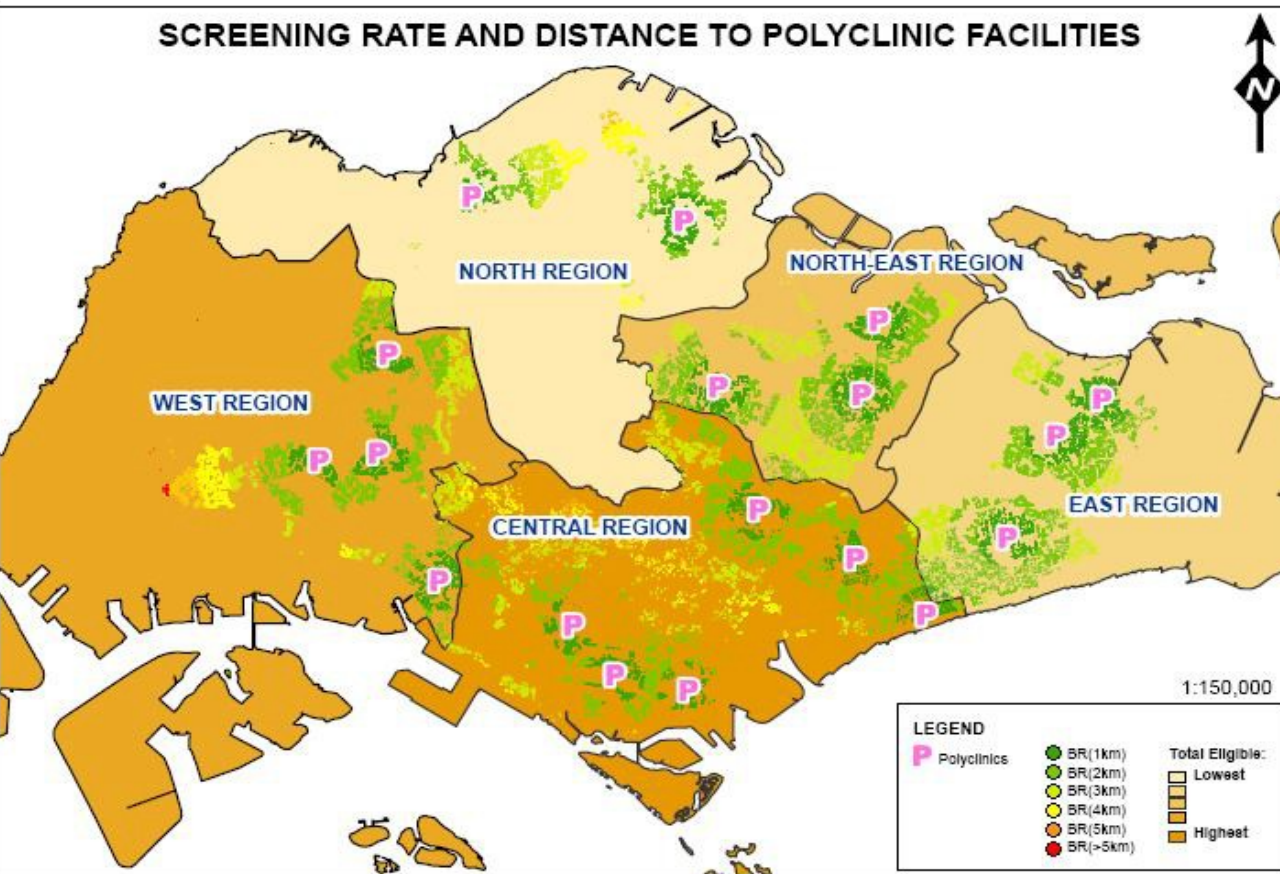 SCREENING RATE AND DISTANCE TO POLYCLINIC FACILITIES
N
P
P
NORTH REGION
NORTH-EAST REGION
P
P
P
P
WEST REGION
P
P
P
P
P
EAST REGION
CENTRAL REGION
P
P
P
P
P
P
P
P
1:150,000
LEGEND
P Polyclinics
BR(1km)
BR(2km)
BR(3km)
BR(4km)
BR(5km)
BR(>5km)
Total Eligible:
Lowest
Highest